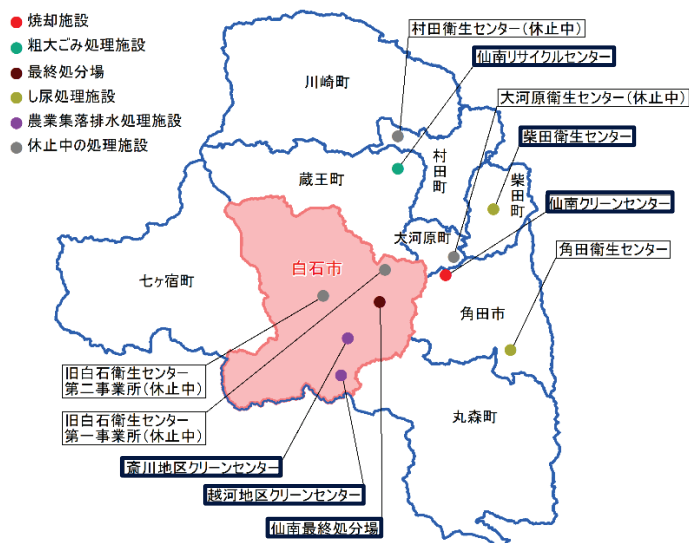 焼却施設
粗大ごみ処理施設
最終処分場
し尿処理施設
農業集落排水処理施設
休止中の処理施設
村田衛生センター(休止中)
仙南リサイクルセンター
大河原衛生センター(休止中)
柴田衛生センター
仙南クリーンセンター
角田衛生センター
川崎町
村田町
柴田町
蔵王町
大河原町
白石市
七ヶ宿町
角田市
丸森町
旧白石衛生センター
第二事業所(休止中)
旧白石衛生センター
第一事業所(休止中)
斎川地区クリーンセンター
越河地区クリーンセンター
仙南最終処分場